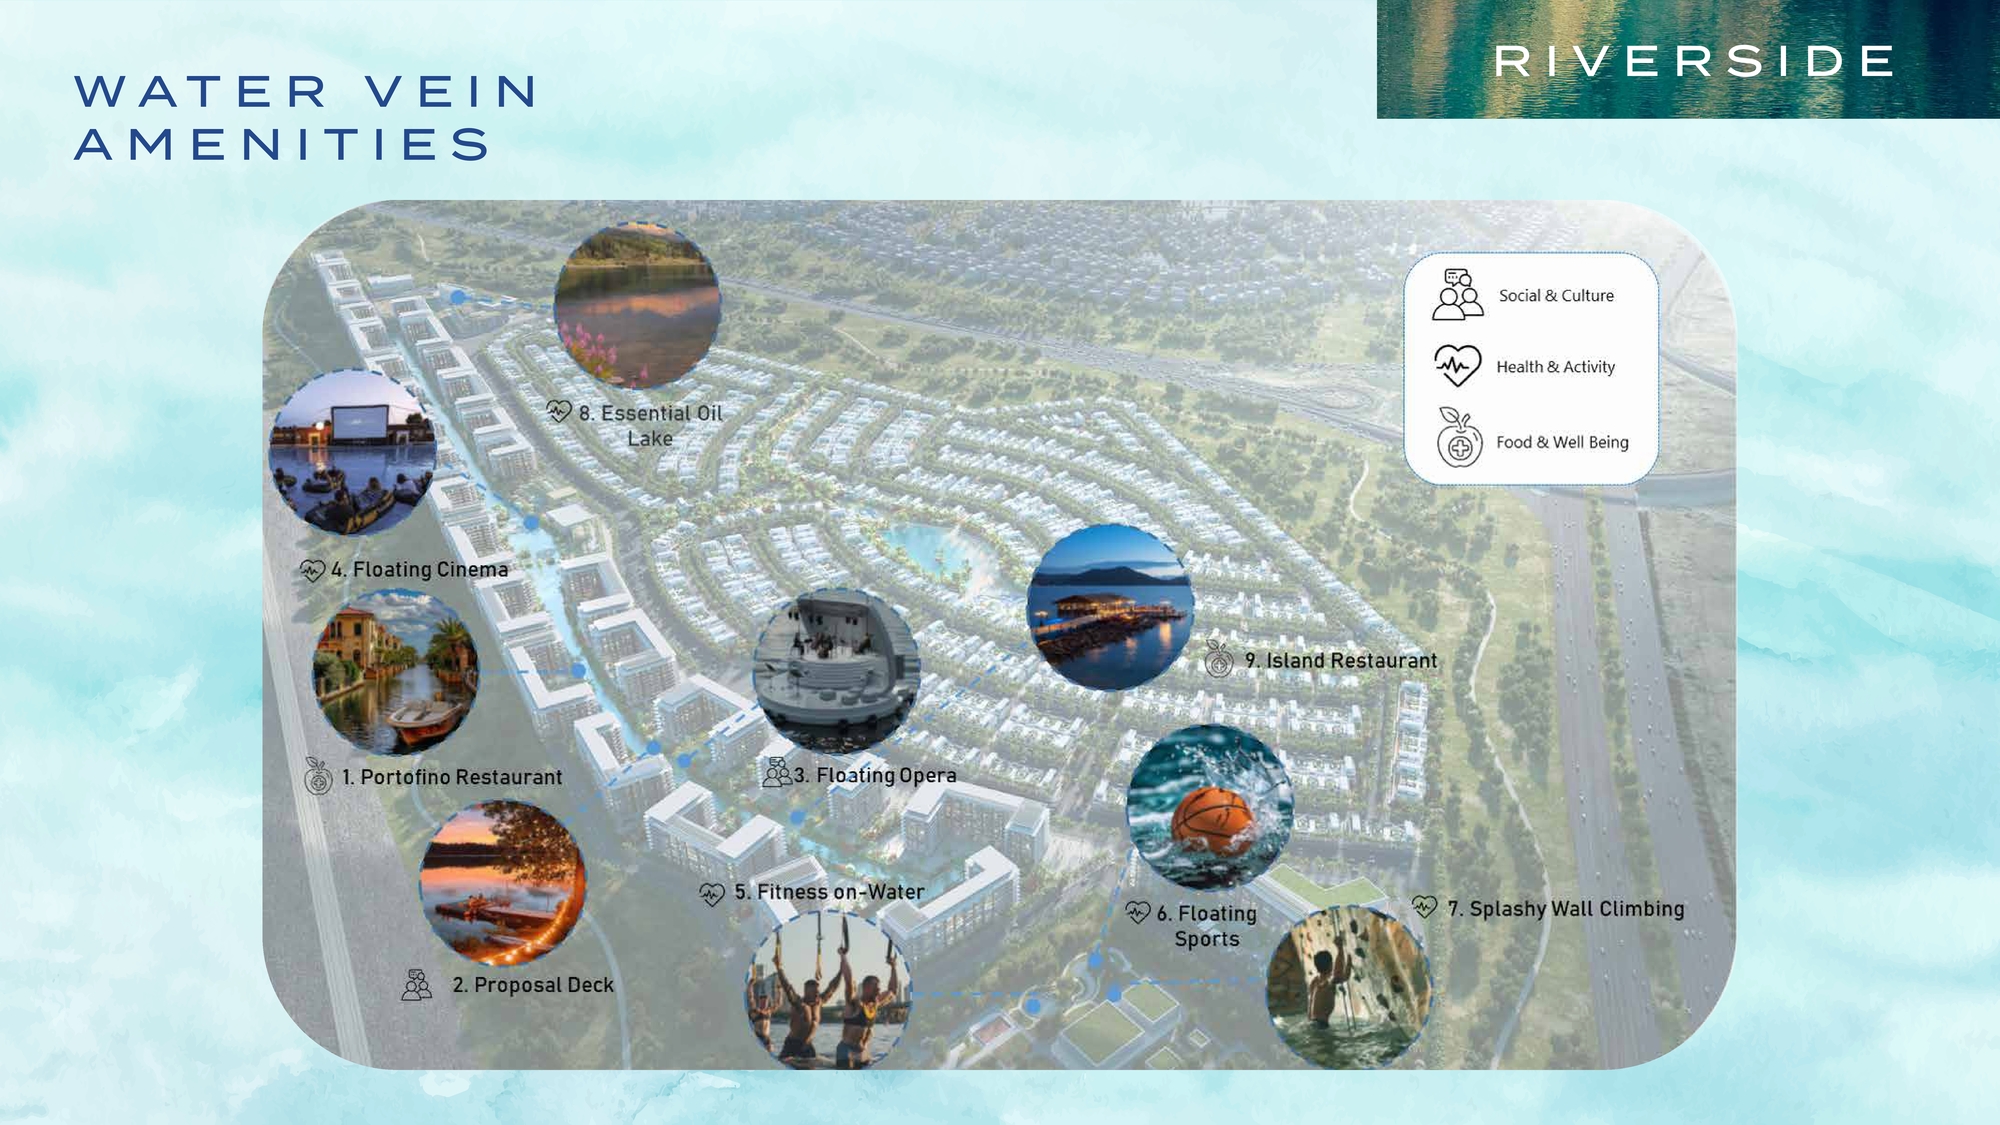 RIVERSIDE
WATER VEIN
AMENITIES
Social & Culture
Health & Activity
Food & Well Being
8. Essential Oil
Lake
4. Floating Cinema
9. Island Restaurant
1. Portofino Restaurant
3. Floating Opera
5. Fitness on-Water
6. Floating
Sports
7. Splashy Wall Climbing
2. Proposal Deck